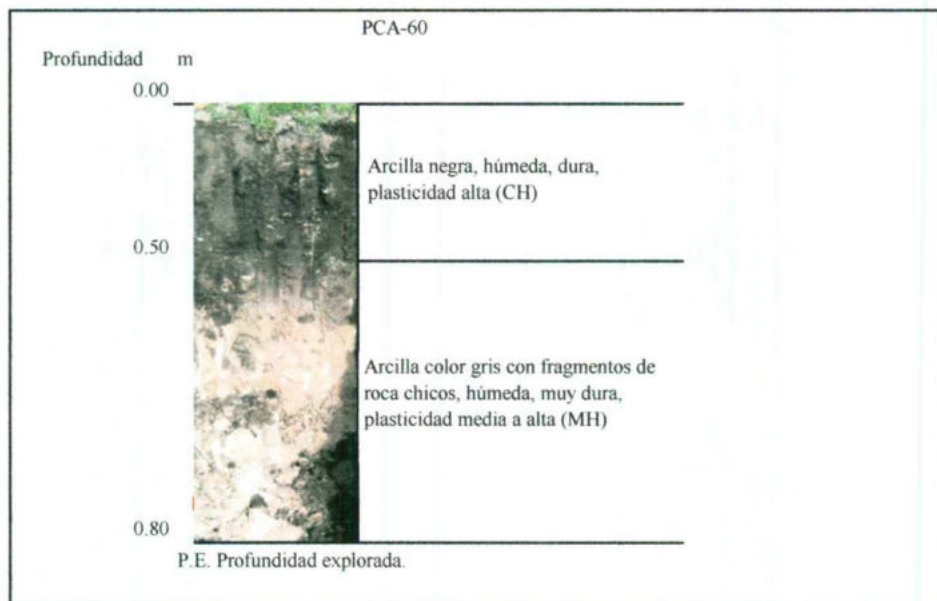 PCA-60
Profundidad m
0.00
Arcilla negra, húmeda, dura,
plasticidad alta (CH)
0.50
Arcilla color gris con fragmentos de
roca chicos, húmeda, muy dura,
plasticidad media a alta (MH)
0.80
P.E. Profundidad explorada.